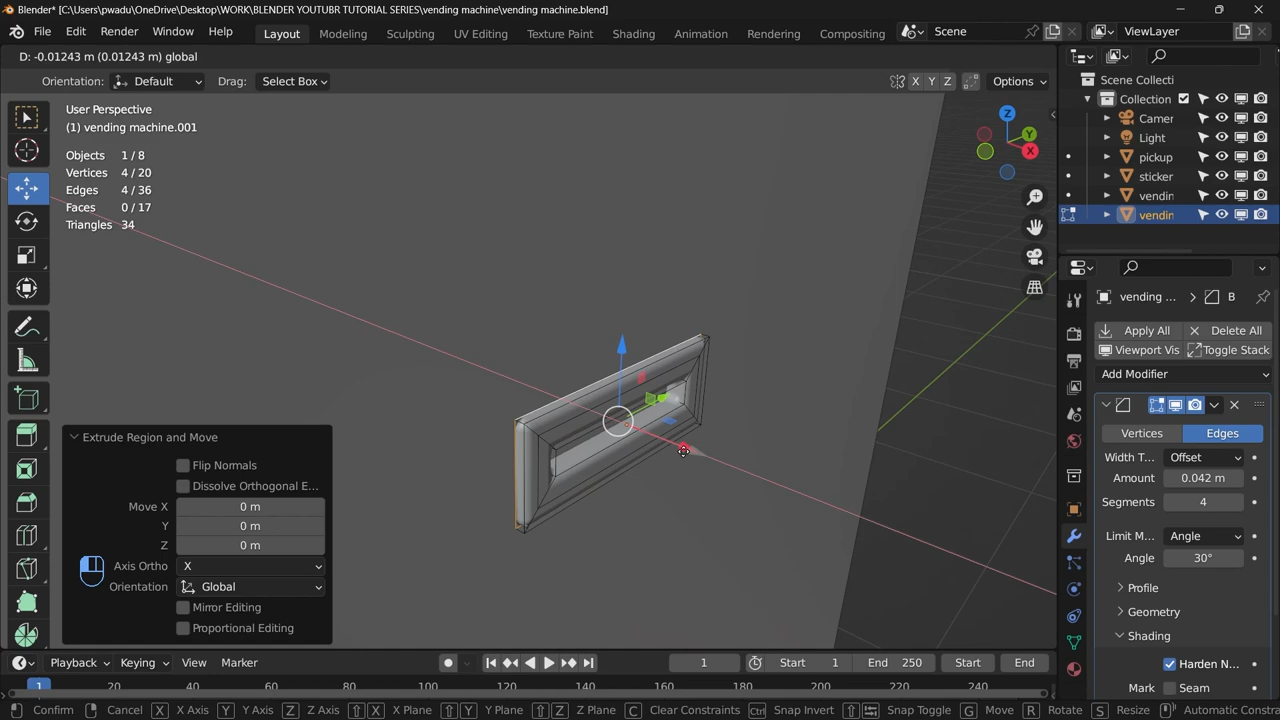 Blender* [C:\Users\pwadu\OneDrive\Desktop\WORK\BLENDER YOUTUBR TUTORIAL SERIES\vending machine\vending machine.blend]
File Edit Render Window Help Layout Modeling Sculpting UV Editing Texture Paint Shading Animation Rendering Compositing Scene ViewLayer
D: -0.01243 m (0.01243 m) global
Orientation: Default Drag: Select Box X Y Z Options
User Perspective
(1) vending machine.001
Objects 1/8
Vertices 4/20
Edges 4/36
Faces 0/17
Triangles 34
Z
Y
X
Scene Collecti
Collection
Camer
Light
pickup
sticker
vendin
vendin
vending ... B
Apply All Delete All
Viewport Vis Toggle Stack
Add Modifier
Vertices Edges
Width T... Offset
Amount 0.042 m
Segments 4
Limit M... Angle
Angle 30°
Profile
Geometry
Shading
Harden N...
Mark Seam
Extrude Region and Move
Flip Normals
Dissolve Orthogonal E...
Move X 0 m
Y 0 m
Z 0 m
Axis Ortho X
Orientation Global
Mirror Editing
Proportional Editing
Playback Keying View Marker 1 Start 1 End 250 Start End
1 20 40 60 80 100 120 140 160 180 200 220 240
Confirm Cancel X X Axis Y Y Axis Z Z Axis X X Plane Y Y Plane Z Z Plane C Clear Constraints Ctrl Snap Invert Snap Toggle G Move R Rotate S Resize Automatic Constra